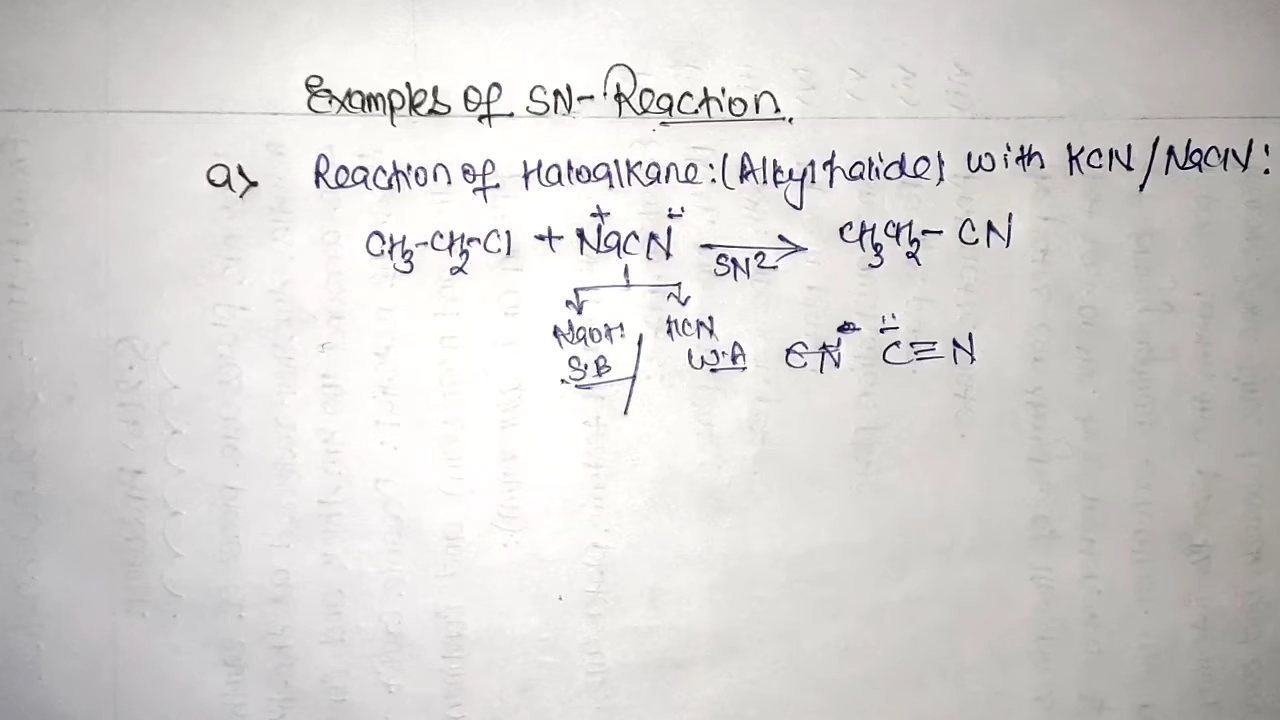 Examples of SN-Reaction.
a> Reaction of Haloalkane:(Alkyl halide) with KCN/NaCN:
CH3-CH2-Cl + NaCN → CH3CH2-CN
+ -
SN2
NaOH HCN
S.B / W.A CN C≡N